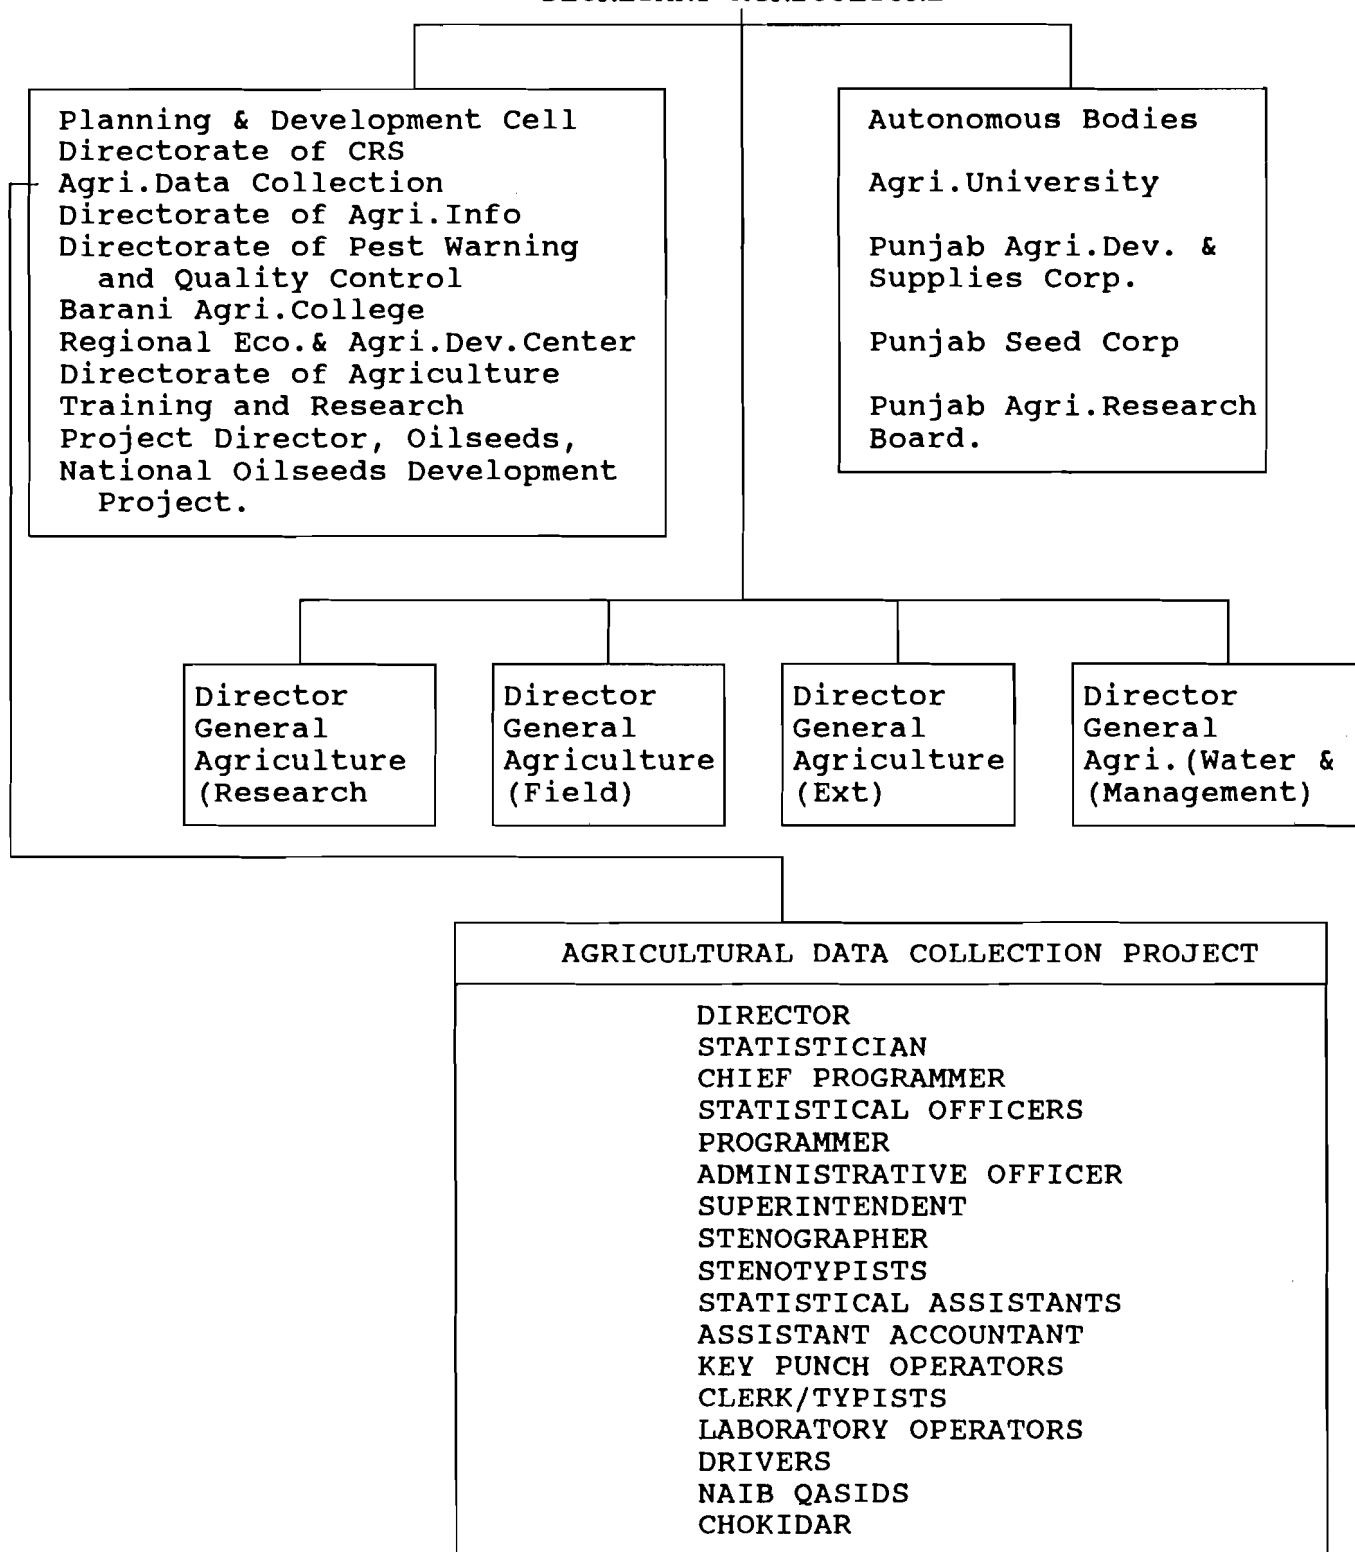 Planning & Development Cell
Directorate of CRS
Agri.Data Collection
Directorate of Agri.Info
Directorate of Pest Warning
and Quality Control
Barani Agri.College
Regional Eco.& Agri.Dev.Center
Directorate of Agriculture
Training and Research
Project Director, Oilseeds,
National Oilseeds Development
Project.
Autonomous Bodies
Agri.University
Punjab Agri.Dev. &
Supplies Corp.
Punjab Seed Corp
Punjab Agri.Research
Board.
Director
General
Agriculture
(Research
Director
General
Agriculture
(Field)
Director
General
Agriculture
(Ext)
Director
General
Agri.(Water &
(Management)
AGRICULTURAL DATA COLLECTION PROJECT
DIRECTOR
STATISTICIAN
CHIEF PROGRAMMER
STATISTICAL OFFICERS
PROGRAMMER
ADMINISTRATIVE OFFICER
SUPERINTENDENT
STENOGRAPHER
STENOTYPISTS
STATISTICAL ASSISTANTS
ASSISTANT ACCOUNTANT
KEY PUNCH OPERATORS
CLERK/TYPISTS
LABORATORY OPERATORS
DRIVERS
NAIB QASIDS
CHOKIDAR